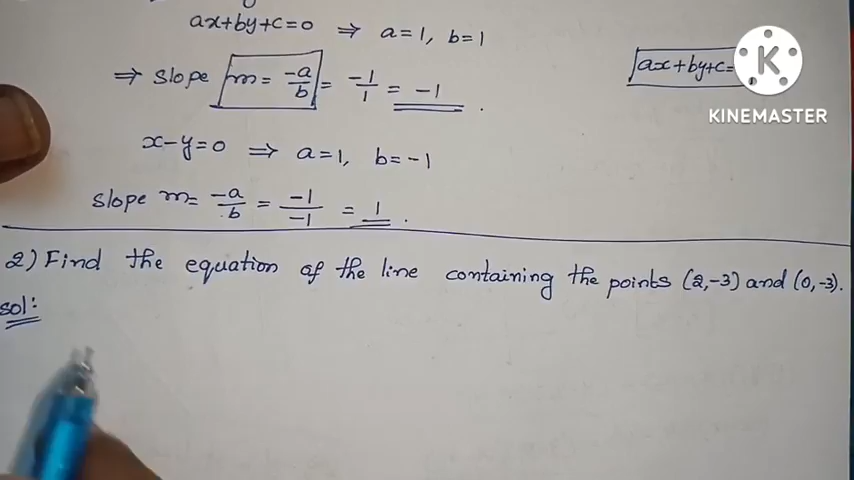 ax+by+c=0 ⇒ a=1, b=1
⇒ slope m = -a/b = -1/1 = -1 .
ax+by+c=
KINEMASTER
x-y=0 ⇒ a=1, b=-1
slope m= -a/b = -1/-1 = 1 .
2) Find the equation of the line containing the points (2,-3) and (0,-3).
sol: